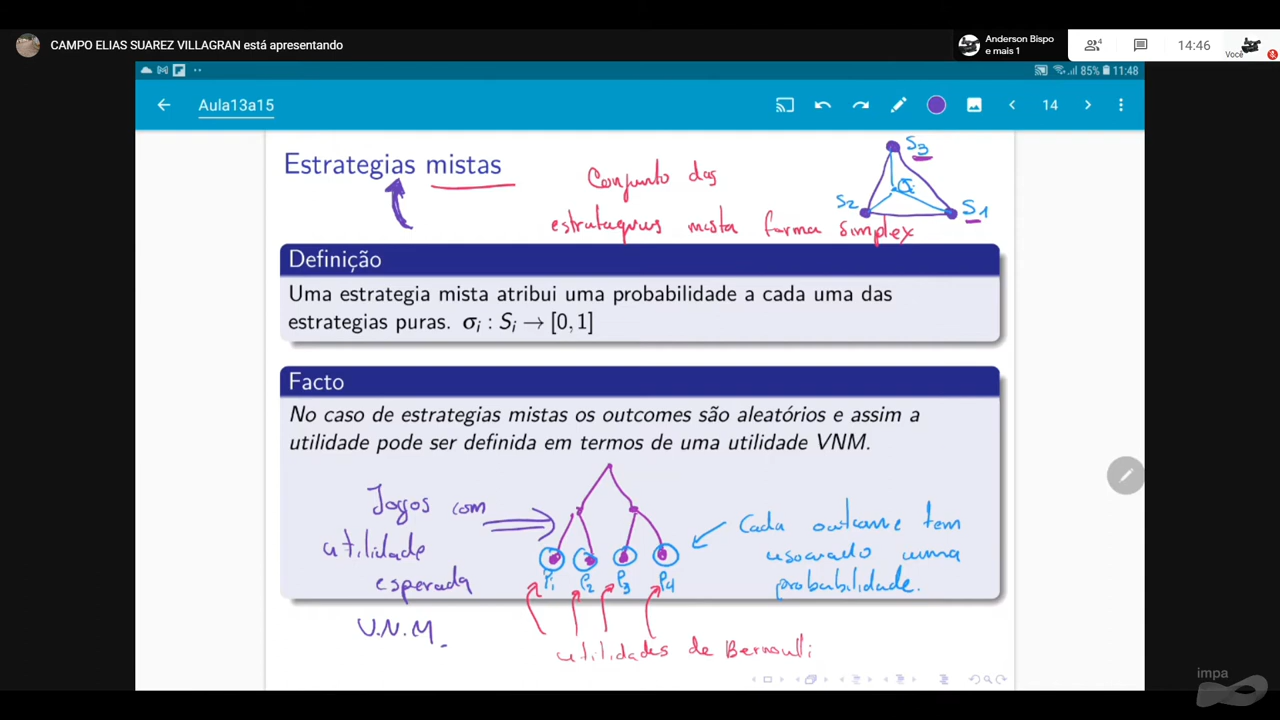 CAMPO ELIAS SUAREZ VILLAGRAN está apresentando
Anderson Bispo
e mais 1
4
14:46
Você
85% 11:48
Aula13a15
14
Estrategias mistas
Conjunto das
estrategias mista forma simplex
S3
S2
σi
S1
Definição
Uma estrategia mista atribui uma probabilidade a cada uma das
estrategias puras. σi : Si → [0, 1]
Facto
No caso de estrategias mistas os outcomes são aleatórios e assim a
utilidade pode ser definida em termos de uma utilidade VNM.
Jogos com
utilidade
esperada
V.N.M.
P1 P2 P3 P4
Cada outcome tem
uma
probabilidade.
utilidades de Bernoulli
impa